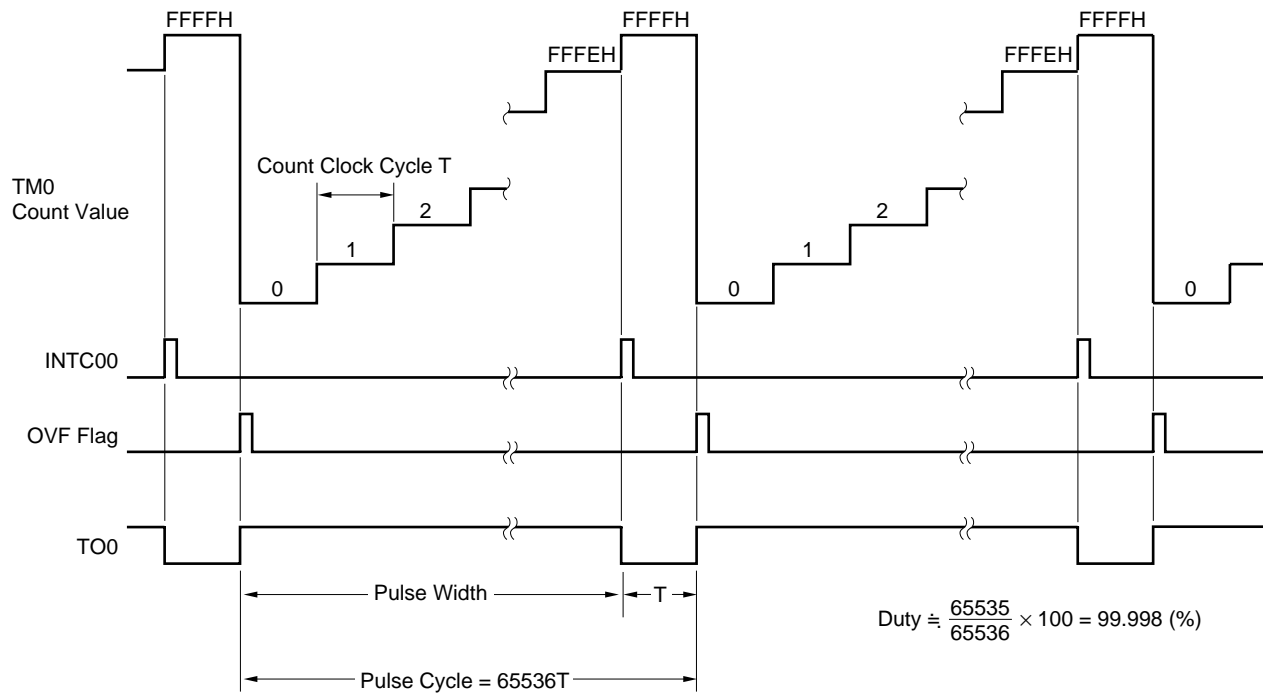 FFFFH
FFFFH
FFFFH
FFFEH
FFFEH
Count Clock Cycle T
TM0
Count Value
2
2
1
1
0
0
0
INTC00
OVF Flag
TO0
Pulse Width
T
Duty ≒ 65535/65536 × 100 = 99.998 (%)
Pulse Cycle = 65536T